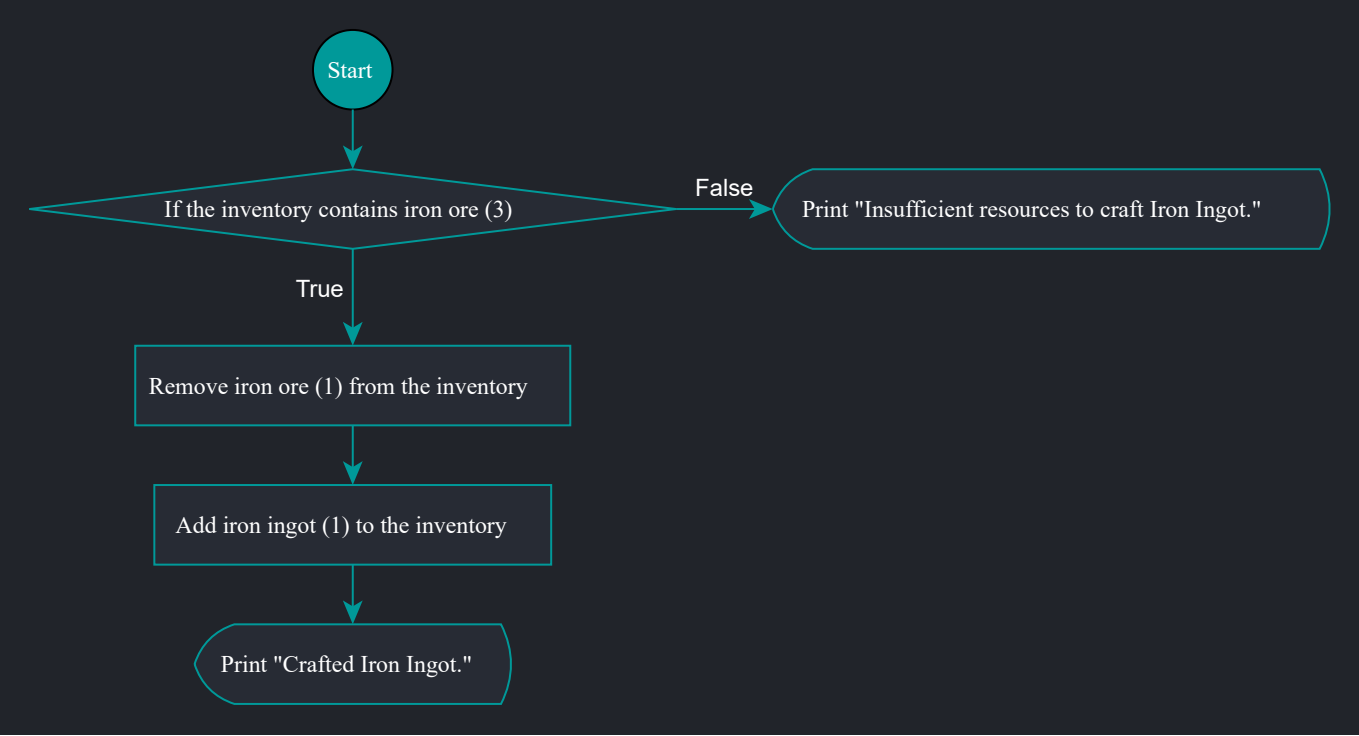 Start
If the inventory contains iron ore (3)
False
Print "Insufficient resources to craft Iron Ingot."
True
Remove iron ore (1) from the inventory
Add iron ingot (1) to the inventory
Print "Crafted Iron Ingot."